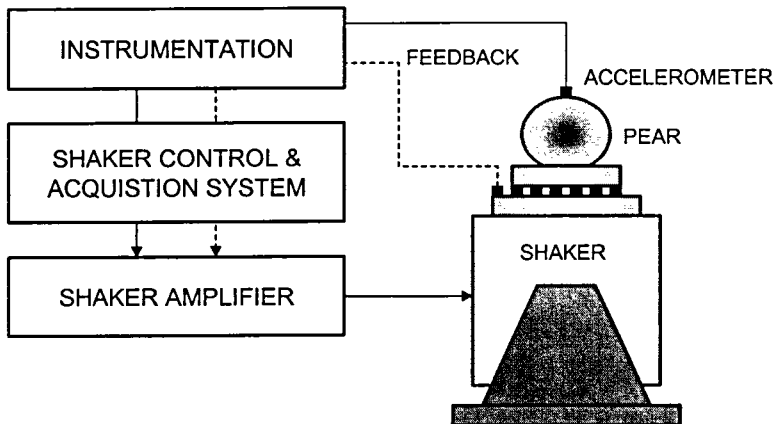 INSTRUMENTATION
FEEDBACK
ACCELEROMETER
PEAR
SHAKER CONTROL &
ACQUISTION SYSTEM
SHAKER
SHAKER AMPLIFIER